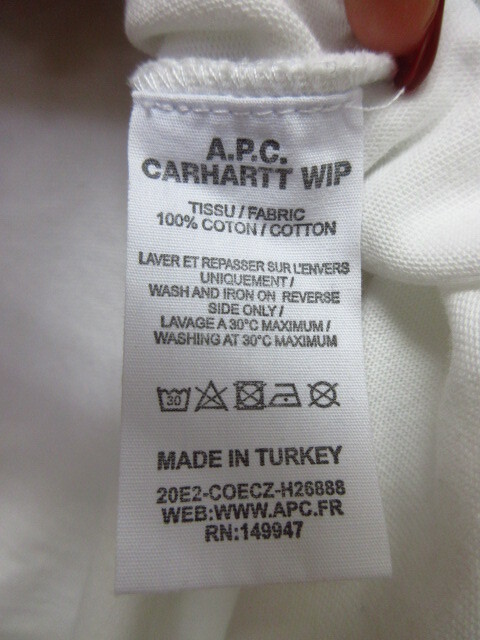 A.P.C.
CARHARTT WIP
TISSU / FABRIC
100% COTON / COTTON
LAVER ET REPASSER SUR L'ENVERS
UNIQUEMENT /
WASH AND IRON ON REVERSE
SIDE ONLY /
LAVAGE A 30°C MAXIMUM /
WASHING AT 30°C MAXIMUM
30
MADE IN TURKEY
20E2-COECZ-H26888
WEB:WWW.APC.FR
RN:149947